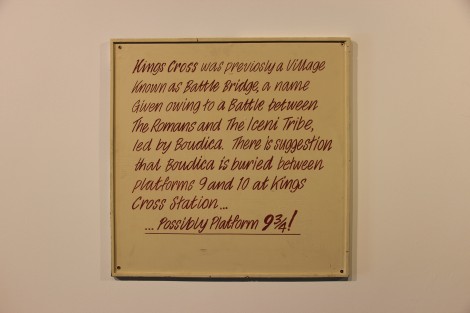 Kings Cross was previosly a Village
Known as Battle Bridge, a name
Given owing to a Battle between
The Romans and The Iceni Tribe,
led by Boudica. There is suggestion
that Boudica is buried between
platforms 9 and 10 at Kings
Cross Station...
... Possibly Platform 9¾!